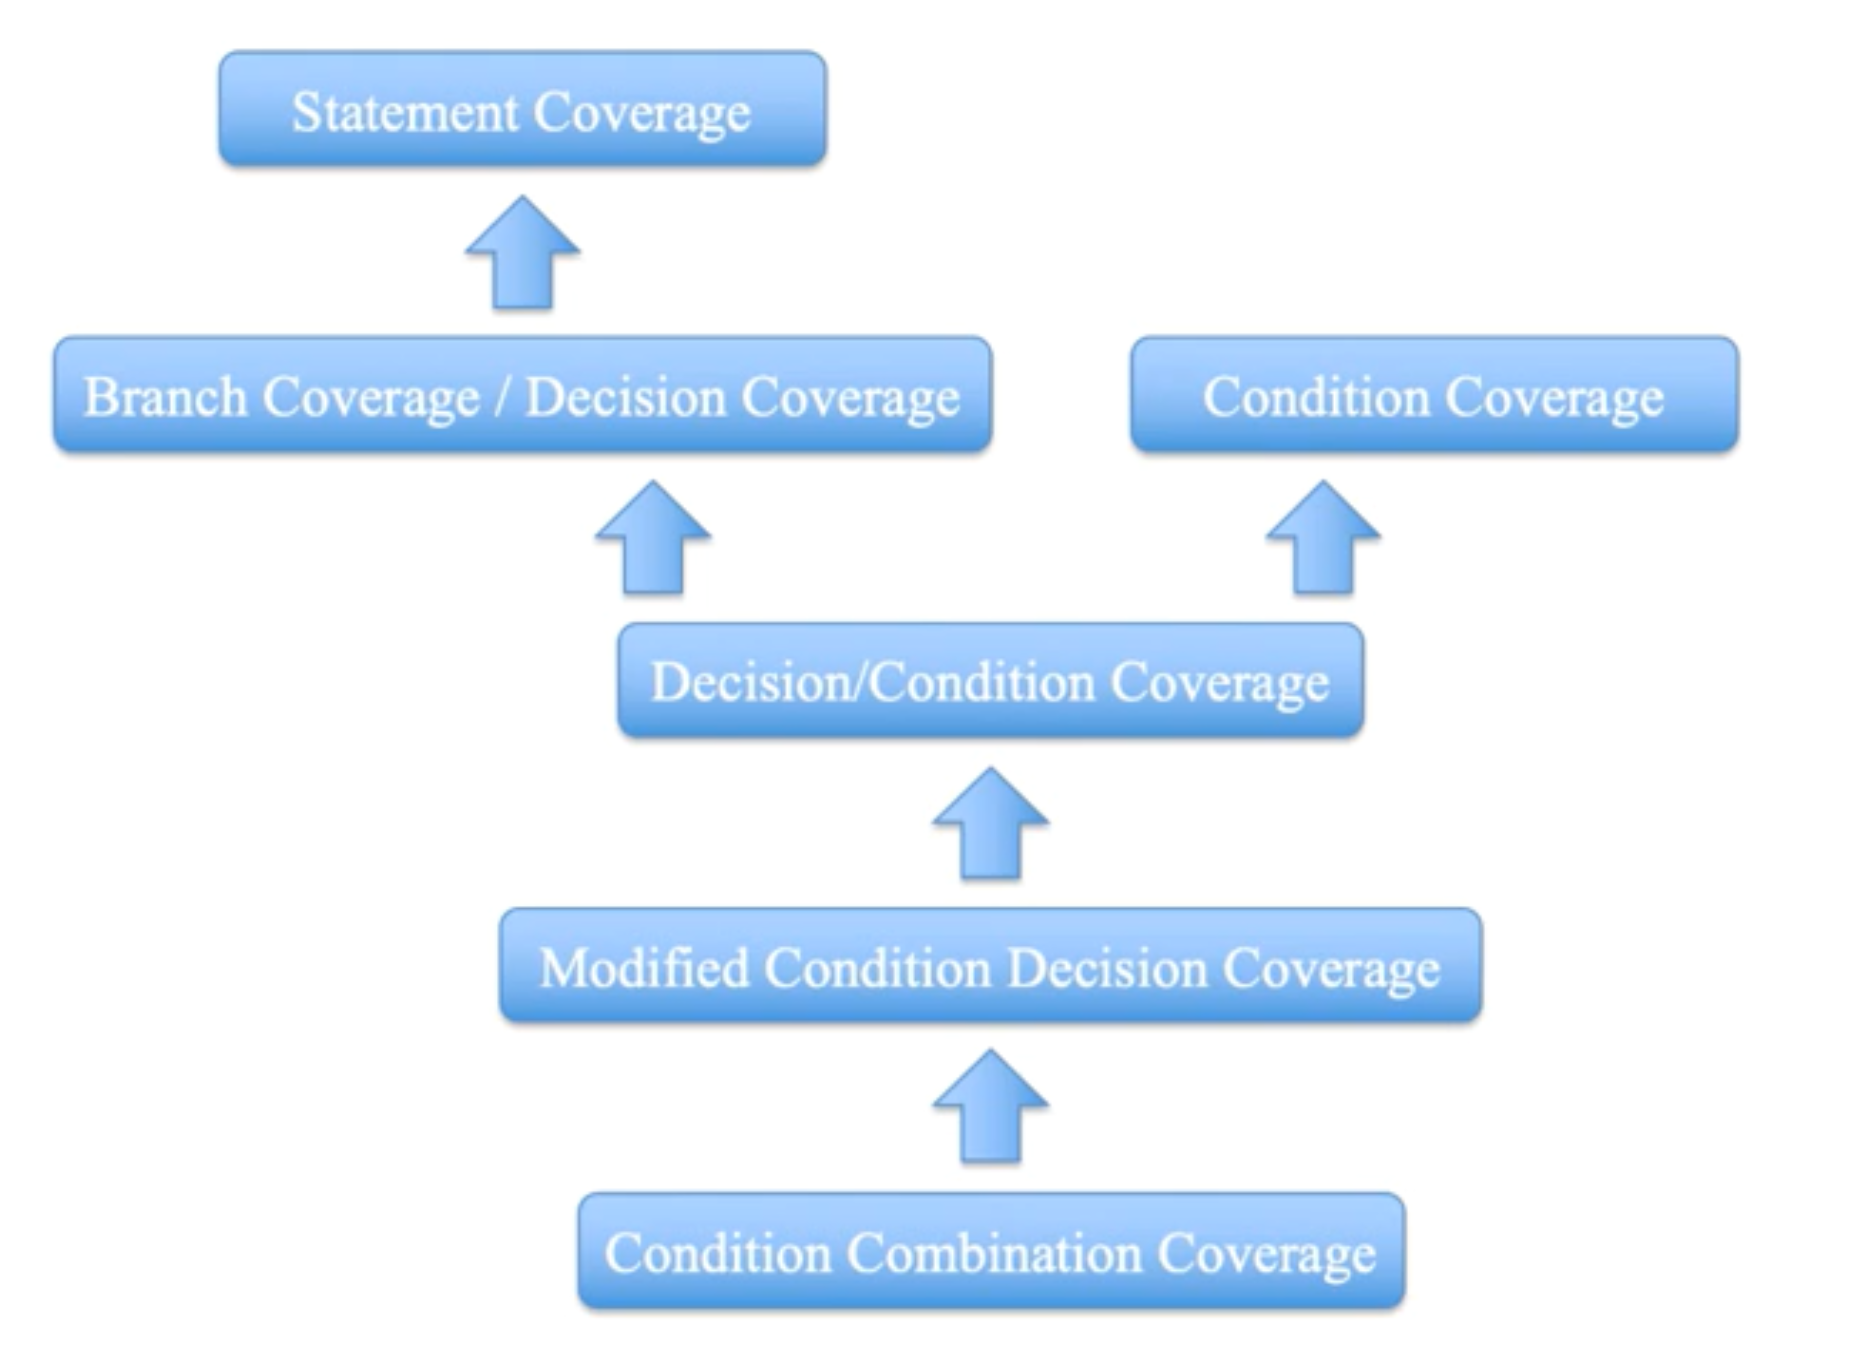 Statement Coverage
Branch Coverage / Decision Coverage
Condition Coverage
Decision/Condition Coverage
Modified Condition Decision Coverage
Condition Combination Coverage